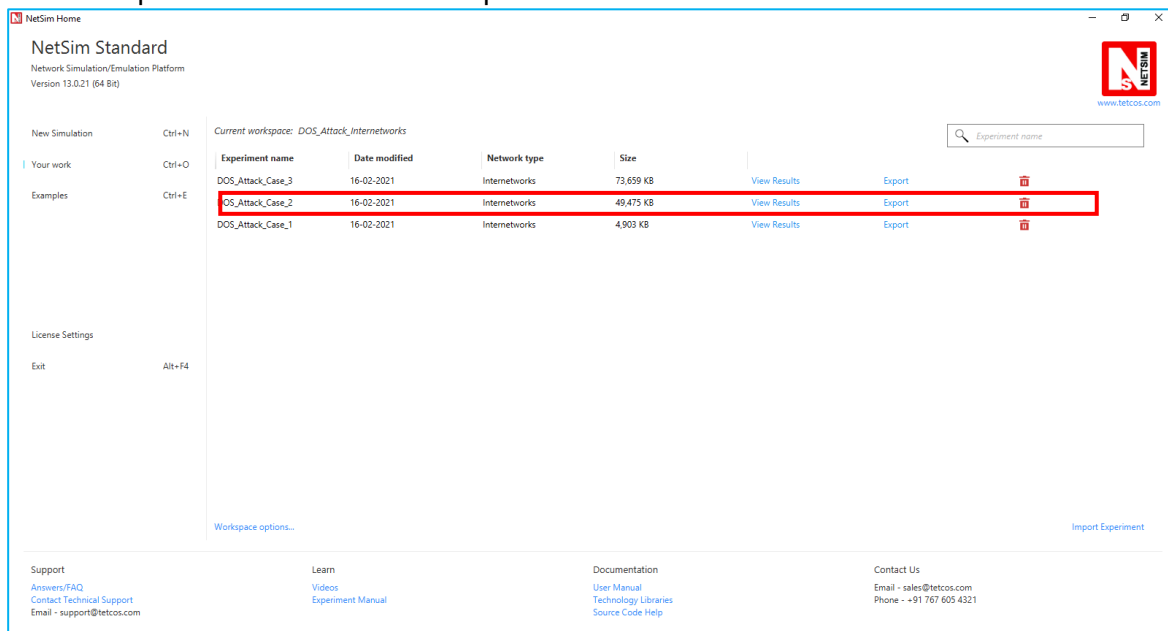 NetSim Home
NetSim Standard
Network Simulation/Emulation Platform
Version 13.0.21 (64 Bit)
NETSIM
www.tetcos.com
New Simulation Ctrl+N
Your work Ctrl+O
Examples Ctrl+E
License Settings
Exit Alt+F4
Current workspace: DOS_Attack_Internetworks
Experiment name
Experiment name Date modified Network type Size
DOS_Attack_Case_3 16-02-2021 Internetworks 73,659 KB View Results Export
DOS_Attack_Case_2 16-02-2021 Internetworks 49,475 KB View Results Export
DOS_Attack_Case_1 16-02-2021 Internetworks 4,903 KB View Results Export
Workspace options...
Import Experiment
Support
Answers/FAQ
Contact Technical Support
Email - support@tetcos.com
Learn
Videos
Experiment Manual
Documentation
User Manual
Technology Libraries
Source Code Help
Contact Us
Email - sales@tetcos.com
Phone - +91 767 605 4321